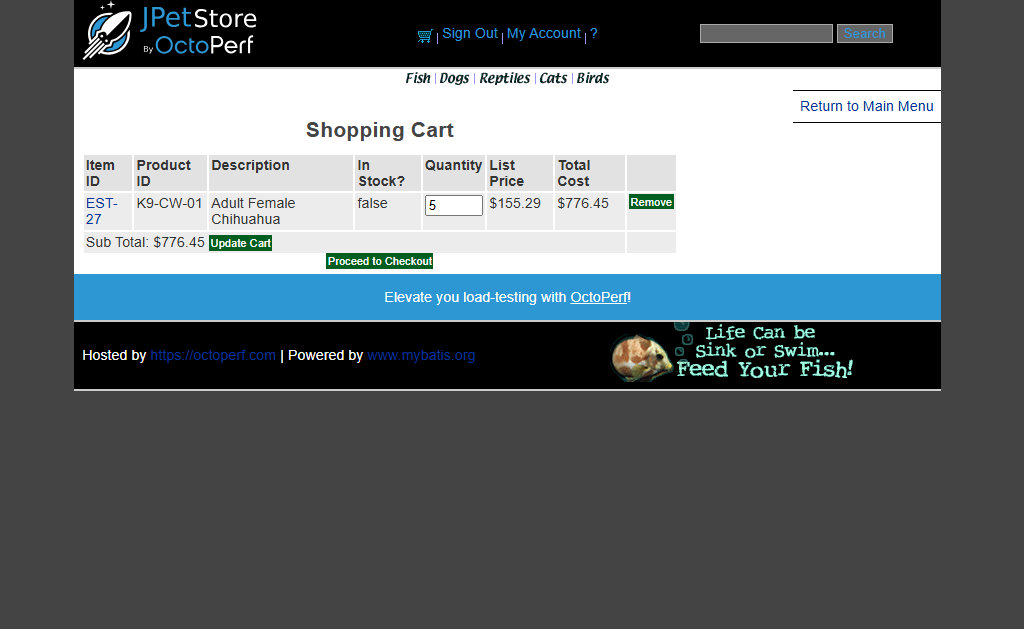 JPetStore
By OctoPerf
Sign Out | My Account | ?
Search
Fish | Dogs | Reptiles | Cats | Birds
Return to Main Menu
Shopping Cart
Item ID Product ID Description In Stock? Quantity List Price Total Cost
EST-27 K9-CW-01 Adult Female Chihuahua false 5 $155.29 $776.45 Remove
Sub Total: $776.45 Update Cart
Proceed to Checkout
Elevate you load-testing with OctoPerf!
Hosted by https://octoperf.com | Powered by www.mybatis.org
Life Can be
Sink or Swim...
Feed Your Fish!